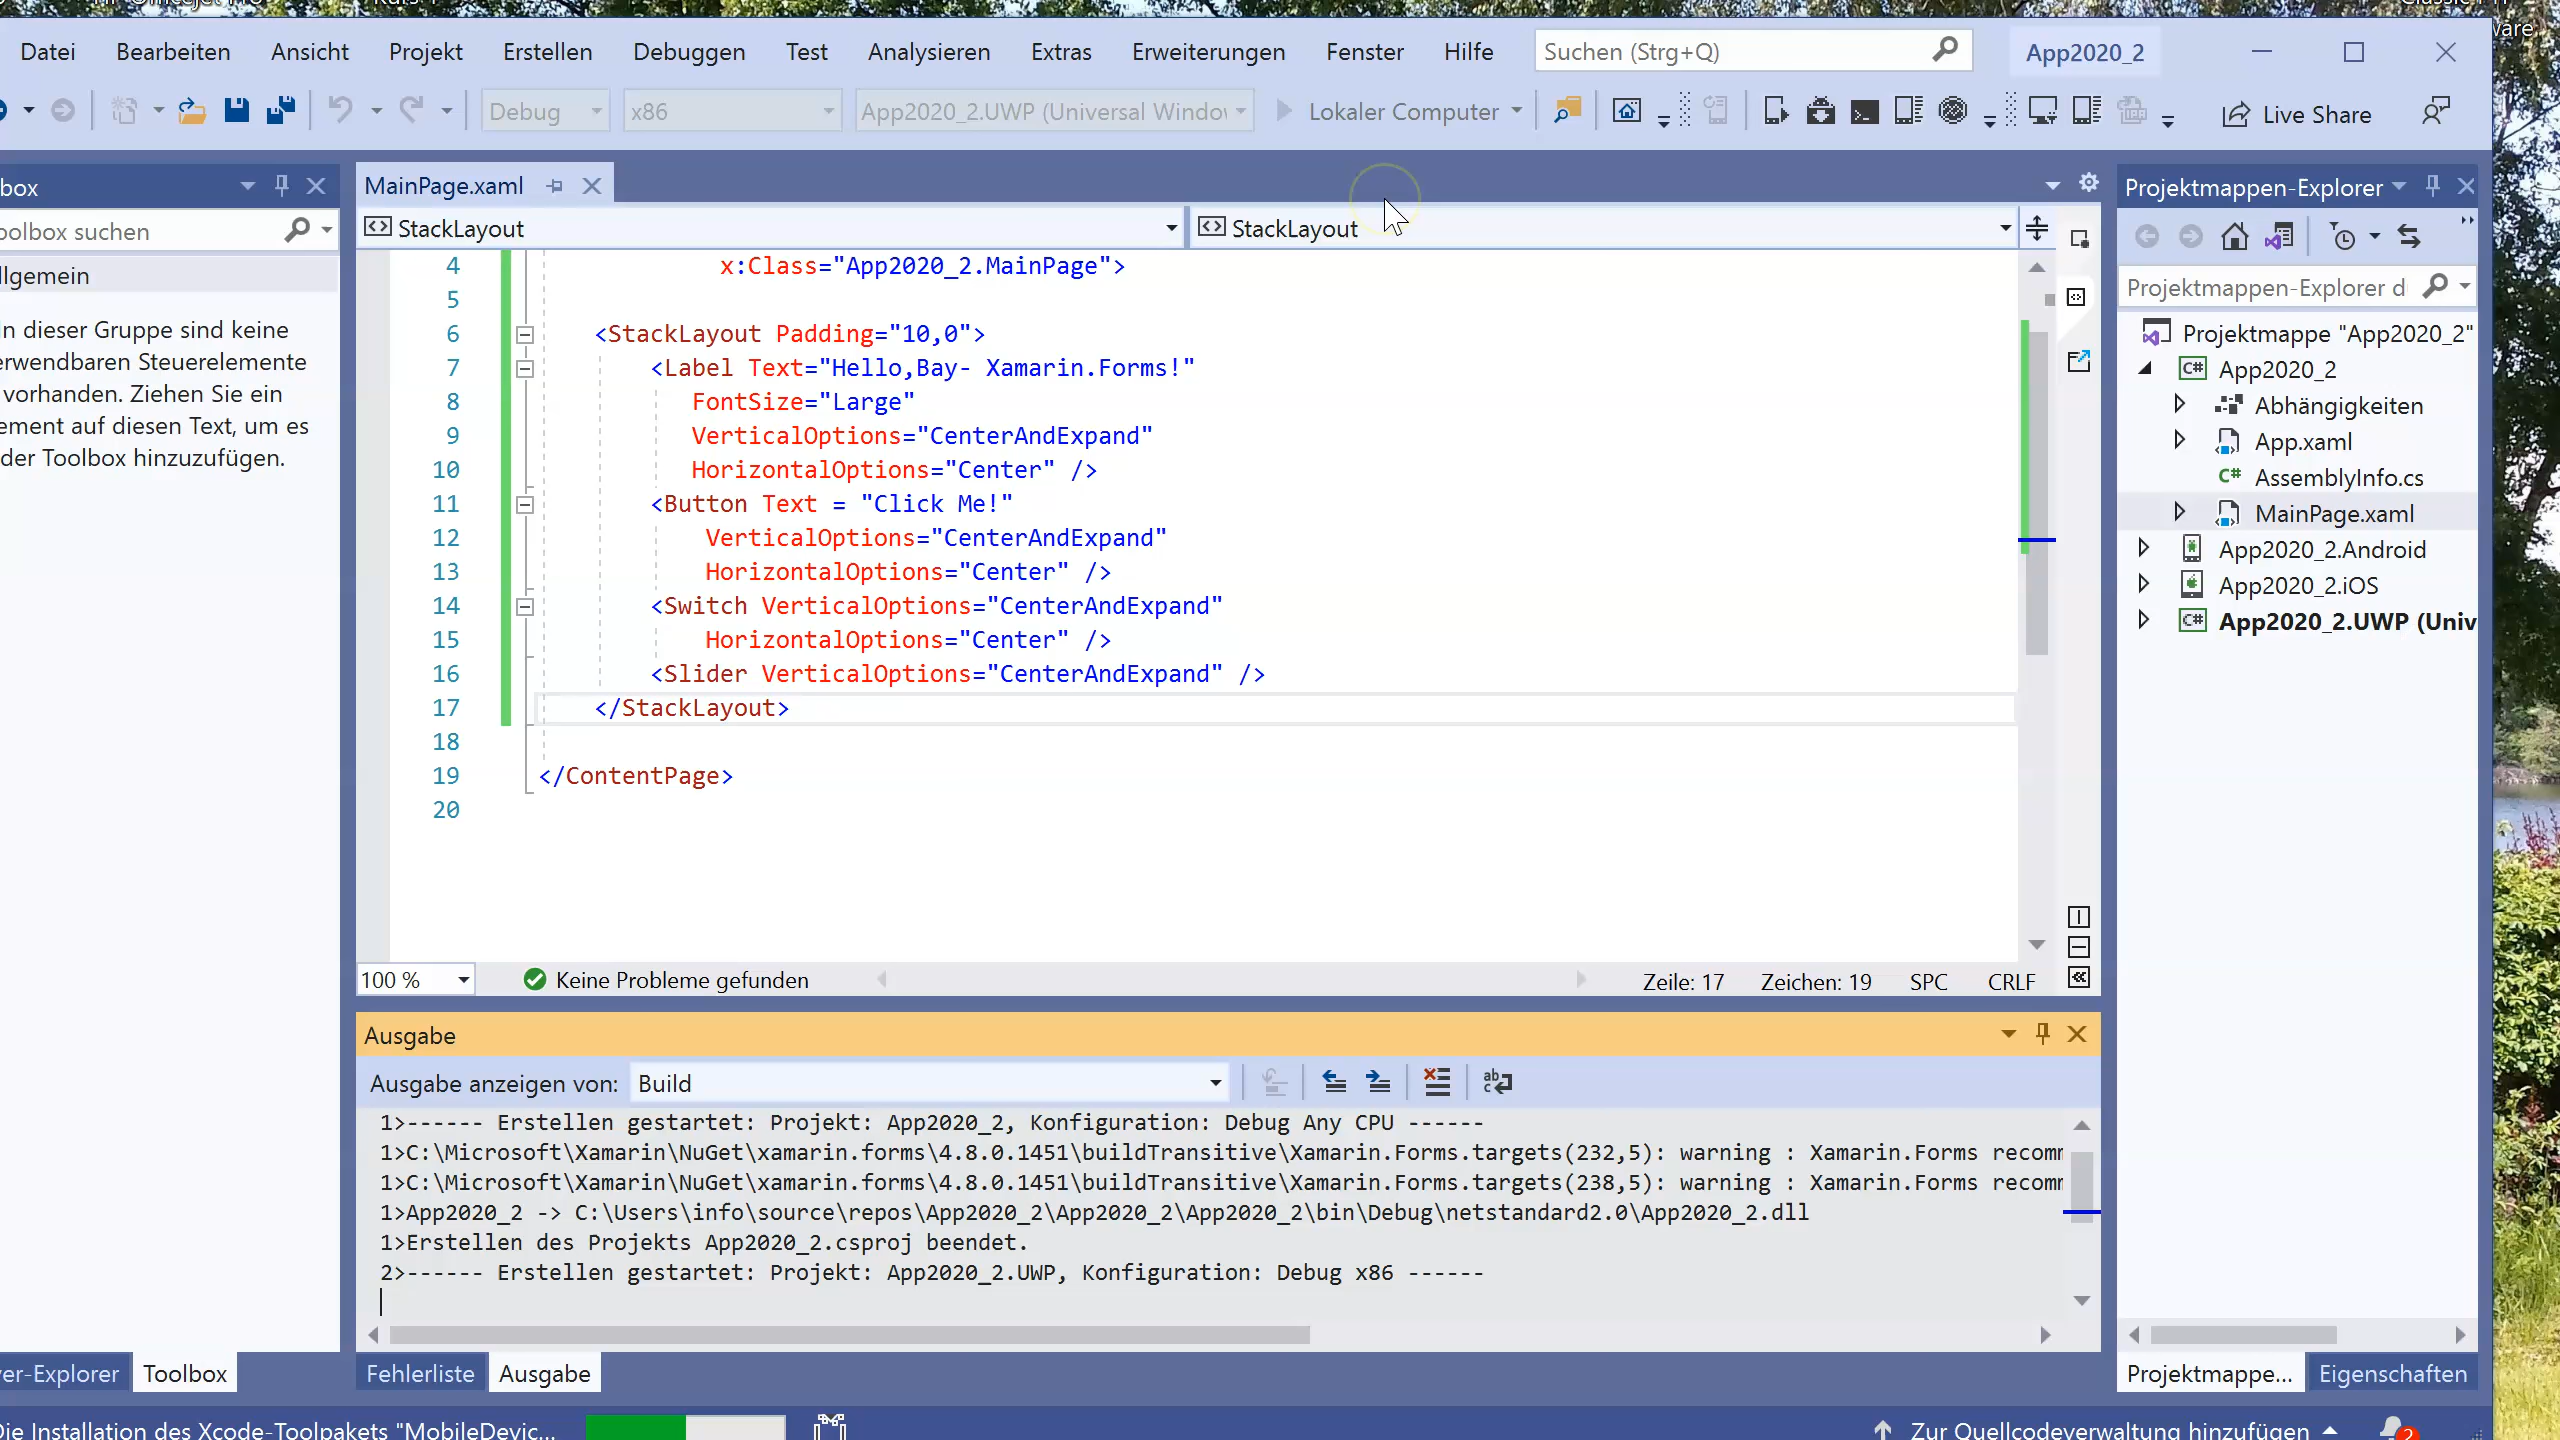 Datei Bearbeiten Ansicht Projekt Erstellen Debuggen Test Analysieren Extras Erweiterungen Fenster Hilfe Suchen (Strg+Q) App2020_2
Debug x86 App2020_2.UWP (Universal Window Lokaler Computer Live Share
box
MainPage.xaml
Projektmappen-Explorer
oolbox suchen
StackLayout StackLayout
lgemein
in dieser Gruppe sind keine
erwendbaren Steuerelemente
vorhanden. Ziehen Sie ein
ement auf diesen Text, um es
der Toolbox hinzuzufügen.
4 x:Class="App2020_2.MainPage">
5
6 <StackLayout Padding="10,0">
7 <Label Text="Hello,Bay- Xamarin.Forms!"
8 FontSize="Large"
9 VerticalOptions="CenterAndExpand"
10 HorizontalOptions="Center" />
11 <Button Text = "Click Me!"
12 VerticalOptions="CenterAndExpand"
13 HorizontalOptions="Center" />
14 <Switch VerticalOptions="CenterAndExpand"
15 HorizontalOptions="Center" />
16 <Slider VerticalOptions="CenterAndExpand" />
17 </StackLayout>
18
19 </ContentPage>
20
100 % Keine Probleme gefunden Zeile: 17 Zeichen: 19 SPC CRLF
Projektmappen-Explorer d
Projektmappe "App2020_2"
App2020_2
Abhängigkeiten
App.xaml
AssemblyInfo.cs
MainPage.xaml
App2020_2.Android
App2020_2.iOS
App2020_2.UWP (Univ
Ausgabe
Ausgabe anzeigen von: Build
1>------ Erstellen gestartet: Projekt: App2020_2, Konfiguration: Debug Any CPU ------
1>C:\Microsoft\Xamarin\NuGet\xamarin.forms\4.8.0.1451\buildTransitive\Xamarin.Forms.targets(232,5): warning : Xamarin.Forms recom
1>C:\Microsoft\Xamarin\NuGet\xamarin.forms\4.8.0.1451\buildTransitive\Xamarin.Forms.targets(238,5): warning : Xamarin.Forms recom
1>App2020_2 -> C:\Users\info\source\repos\App2020_2\App2020_2\App2020_2\bin\Debug\netstandard2.0\App2020_2.dll
1>Erstellen des Projekts App2020_2.csproj beendet.
2>------ Erstellen gestartet: Projekt: App2020_2.UWP, Konfiguration: Debug x86 ------
er-Explorer Toolbox Fehlerliste Ausgabe Projektmappe... Eigenschaften
Die Installation des Xcode-Toolpakets "MobileDevic... Zur Quellcodeverwaltung hinzufügen 2